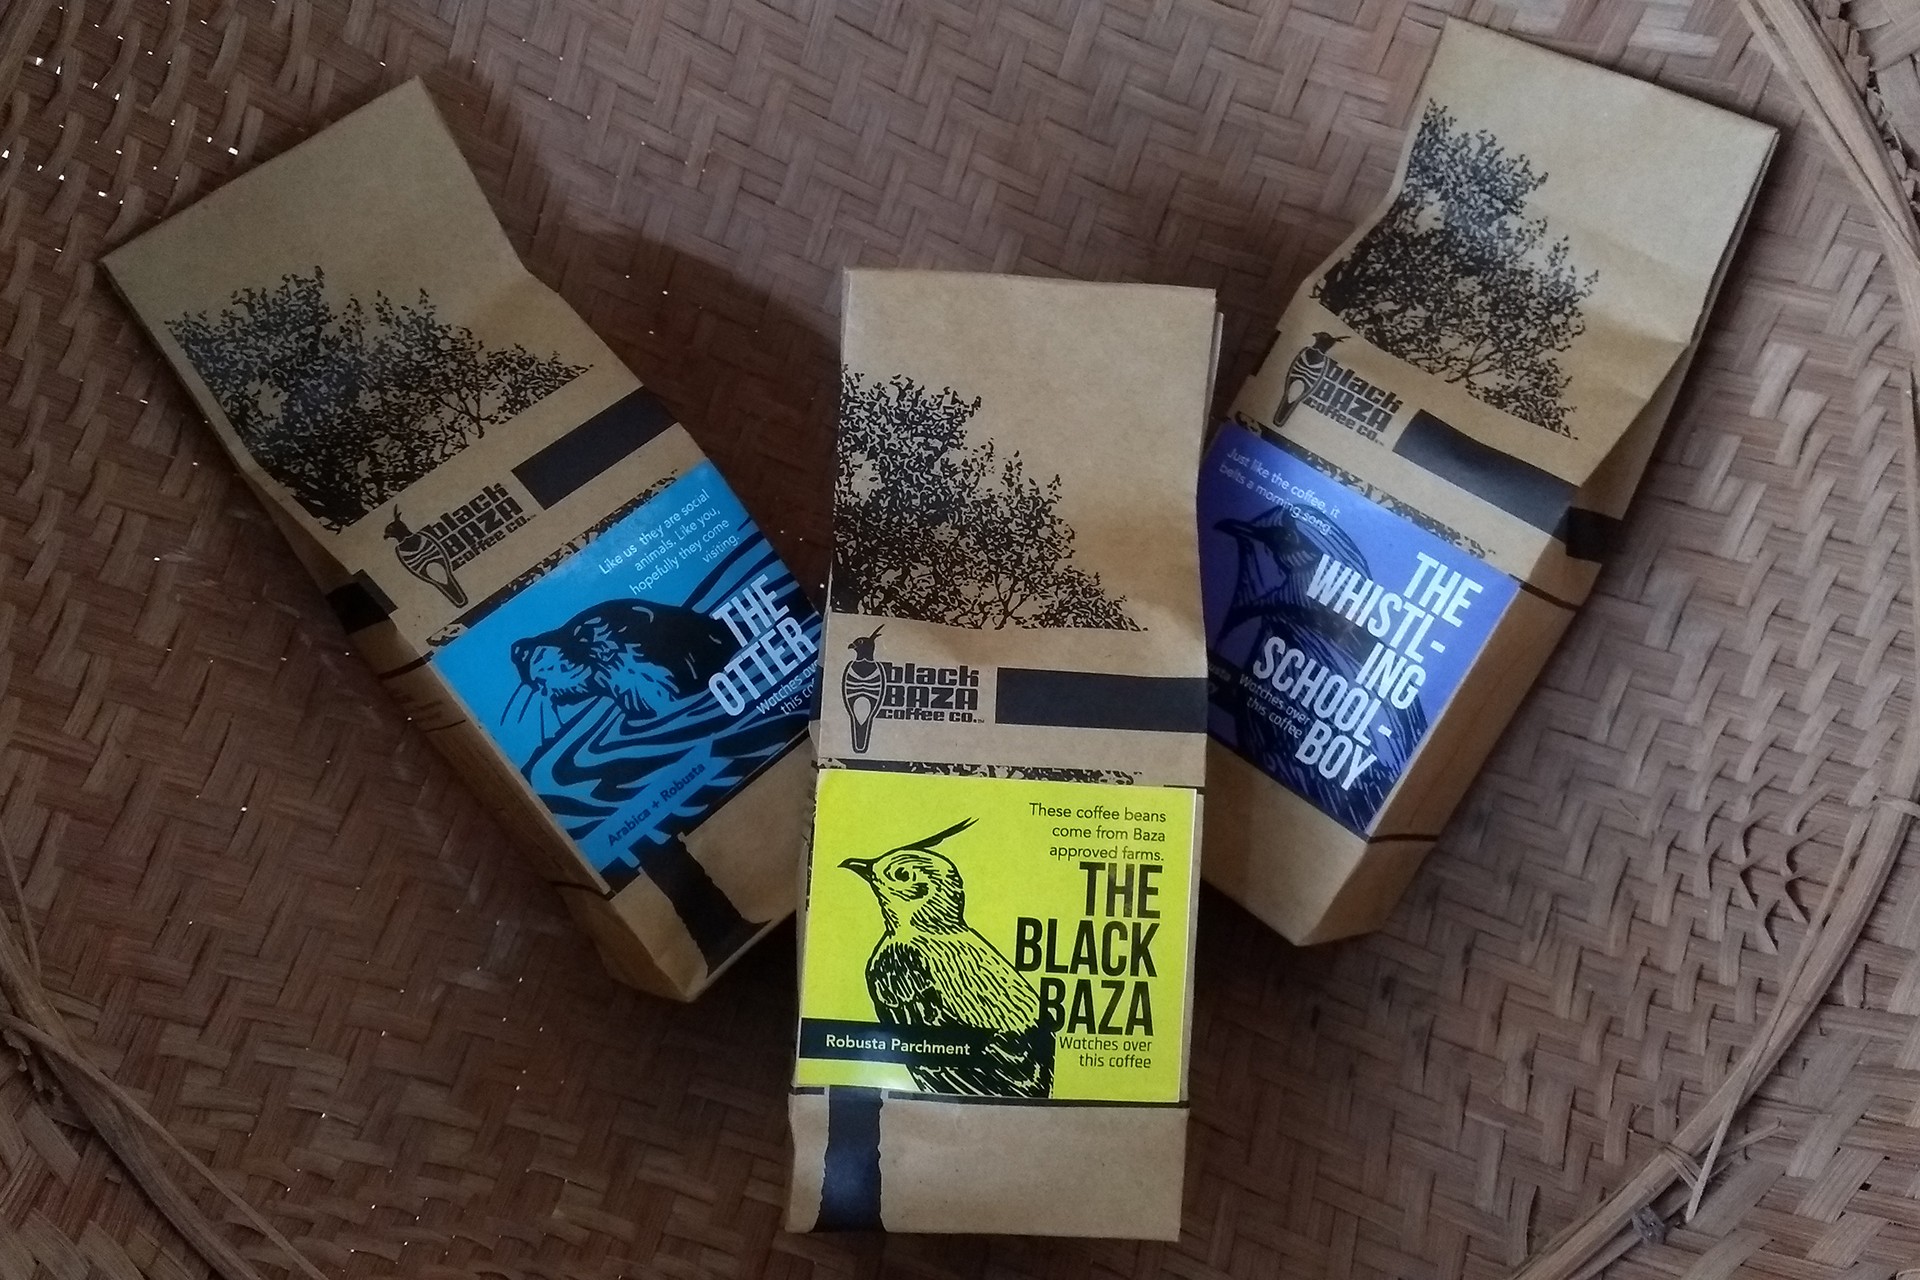 black
BAZA
coffee co.
Like us they are social
animals. Like you,
hopefully they come
visiting.
THE
OTTER
Watches over
this
Arabica + Robusta
black
BAZA
coffee co.
These coffee beans
come from Baza
approved farms.
THE
BLACK
BAZA
Watches over
this coffee
Robusta Parchment
black
BAZA
coffee co.
Just like the coffee, it
belts a morning song
THE
WHISTL-
ING
SCHOOL-
BOY
Watches over
this coffee